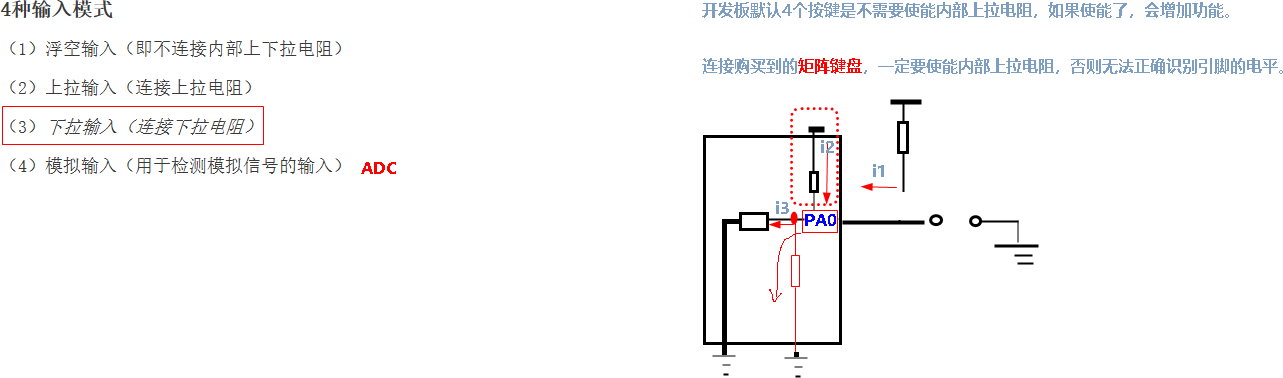 4种输入模式
（1）浮空输入（即不连接内部上下拉电阻）
（2）上拉输入（连接上拉电阻）
（3）下拉输入（连接下拉电阻）
（4）模拟输入（用于检测模拟信号的输入） ADC
开发板默认4个按键是不需要使能内部上拉电阻，如果使能了，会增加功能。
连接购买到的矩阵键盘，一定要使能内部上拉电阻，否则无法正确识别引脚的电平。
i2
i1
i3
PA0